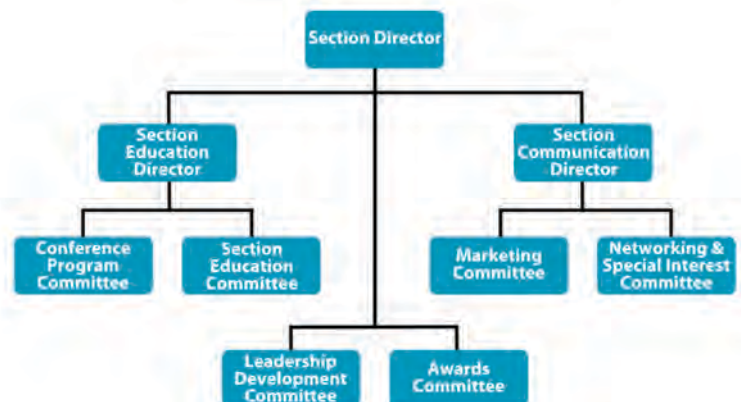 Section Director
Section
Education
Director
Section
Communication
Director
Conference
Program
Committee
Section
Education
Committee
Marketing
Committee
Networking &
Special Interest
Committee
Leadership
Development
Committee
Awards
Committee